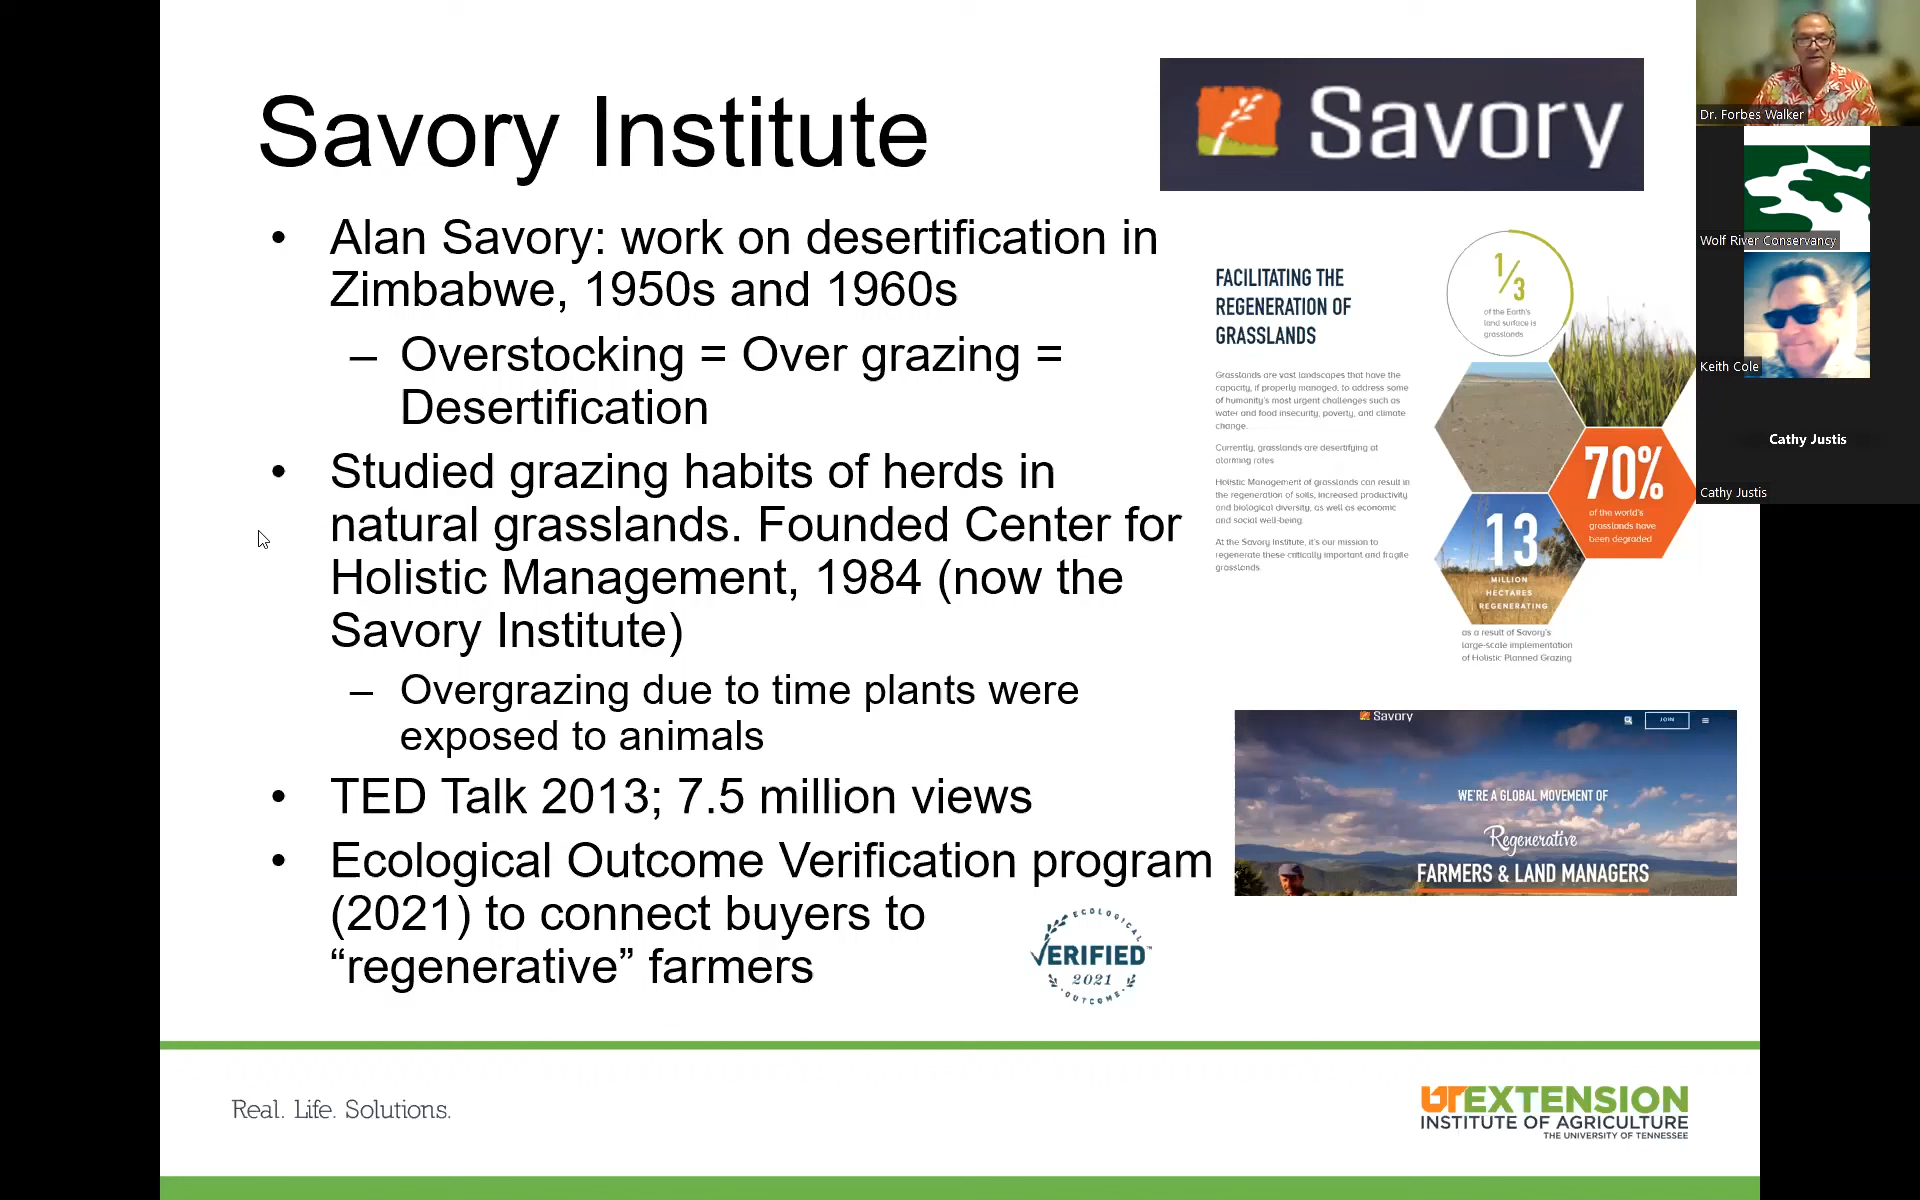 Savory Institute
• Alan Savory: work on desertification in
Zimbabwe, 1950s and 1960s
– Overstocking = Over grazing =
Desertification
• Studied grazing habits of herds in
natural grasslands. Founded Center for
Holistic Management, 1984 (now the
Savory Institute)
– Overgrazing due to time plants were
exposed to animals
• TED Talk 2013; 7.5 million views
• Ecological Outcome Verification program
(2021) to connect buyers to
“regenerative” farmers
ECOLOGICAL
VERIFIED™
2021
OUTCOME
Savory
FACILITATING THE
REGENERATION OF
GRASSLANDS
Grasslands are vast landscapes that have the
capacity, if properly managed, to address some
of humanity's most urgent challenges such as
water and food insecurity, poverty, and climate
change.
Currently, grasslands are desertifying at
alarming rates
Holistic Management of grasslands can result in
the regeneration of soils, increased productivity
and biological diversity, as well as economic
and social well-being
At the Savory Institute, it's our mission to
regenerate these critically important and fragile
grasslands.
1/3
of the Earth's
land surface is
grasslands
70%
of the world's
grasslands have
been degraded
13
MILLION
HECTARES
REGENERATING
as a result of Savory's
large-scale implementation
of Holistic Planned Grazing
Savory
JOIN
WE'RE A GLOBAL MOVEMENT OF
Regenerative
FARMERS & LAND MANAGERS
Real. Life. Solutions.
UTEXTENSION
INSTITUTE OF AGRICULTURE
THE UNIVERSITY OF TENNESSEE
Dr. Forbes Walker
Wolf River Conservancy
Keith Cole
Cathy Justis
Cathy Justis